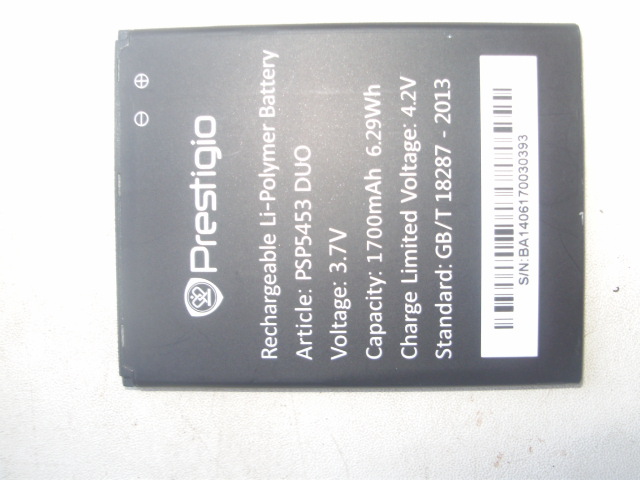 Prestigio
Rechargeable Li-Polymer Battery
Article: PSP5453 DUO
Voltage: 3.7V
Capacity: 1700mAh 6.29Wh
Charge Limited Voltage: 4.2V
Standard: GB/T 18287 - 2013
S/N:BA1406170030393